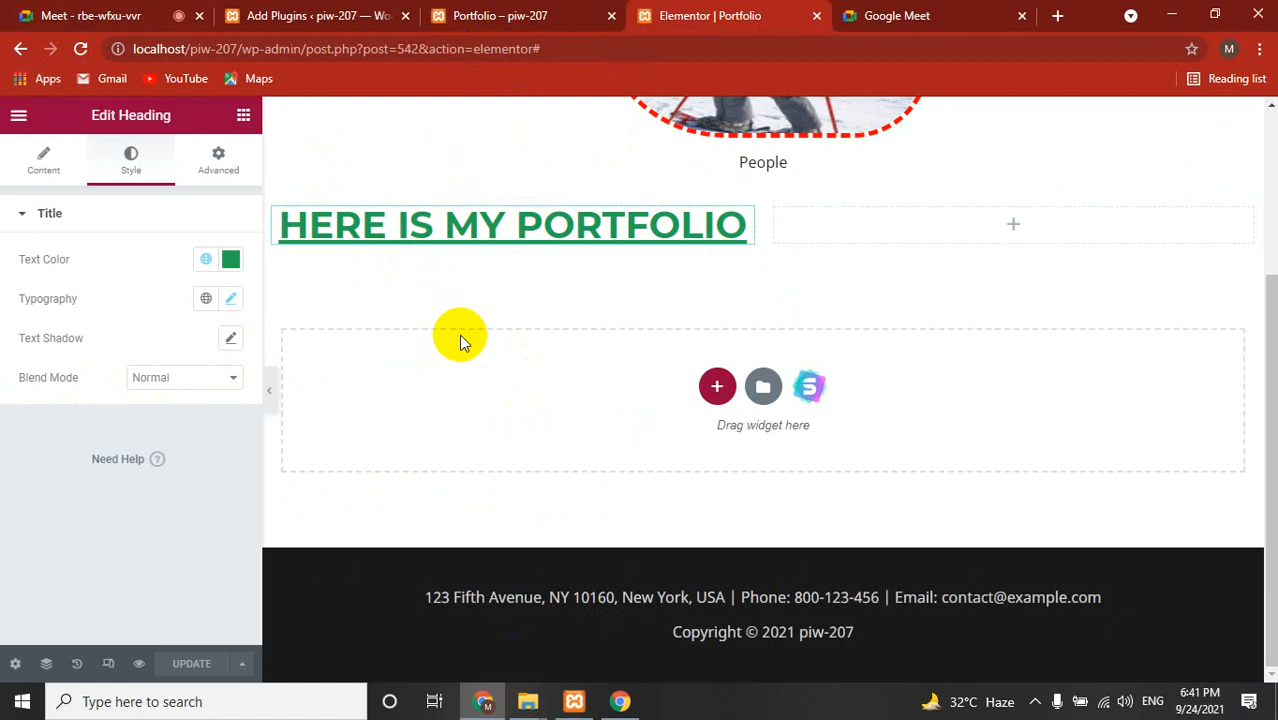 Meet - rbe-wfxu-vvr
Add Plugins ‹ piw-207 — Wo
Portfolio – piw-207
Elementor | Portfolio
Google Meet
localhost/piw-207/wp-admin/post.php?post=542&action=elementor#
M
Apps
Gmail
YouTube
Maps
Reading list
Edit Heading
Content
Style
Advanced
Title
Text Color
Typography
Text Shadow
Blend Mode
Normal
Need Help ?
UPDATE
People
HERE IS MY PORTFOLIO
Drag widget here
123 Fifth Avenue, NY 10160, New York, USA | Phone: 800-123-456 | Email: contact@example.com
Copyright © 2021 piw-207
Type here to search
32°C Haze
ENG
6:41 PM
9/24/2021